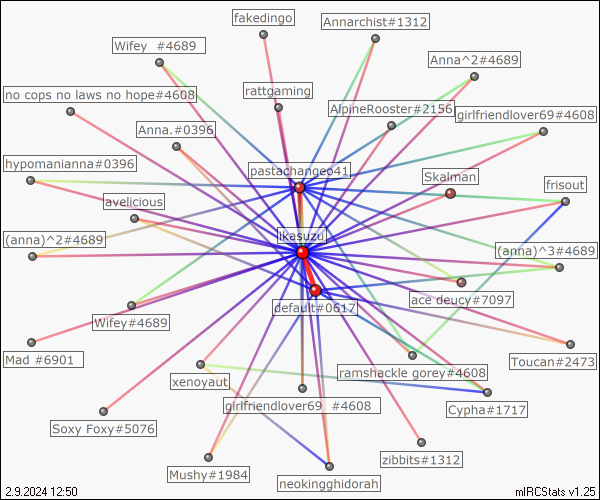 fakedingo
Annarchist#1312
Wifey  #4689
Anna^2#4689
no cops no laws no hope#4608
rattgaming
AlpineRooster#2156
girlfriendlover69#4608
Anna.#0396
hypomanianna#0396
pastachangeo41
Skalman
frisout
avelicious
(anna)^2#4689
ikasuzu
(anna)^3#4689
ace deucy#7097
default#0617
Wifey#4689
Mad #6901
Toucan#2473
ramshackle gorey#4608
xenoyaut
girlfriendlover69  #4608
Cypha#1717
Soxy Foxy#5076
zibbits#1312
Mushy#1984
neokingghidorah
2.9.2024 12:50
mIRCStats v1.25